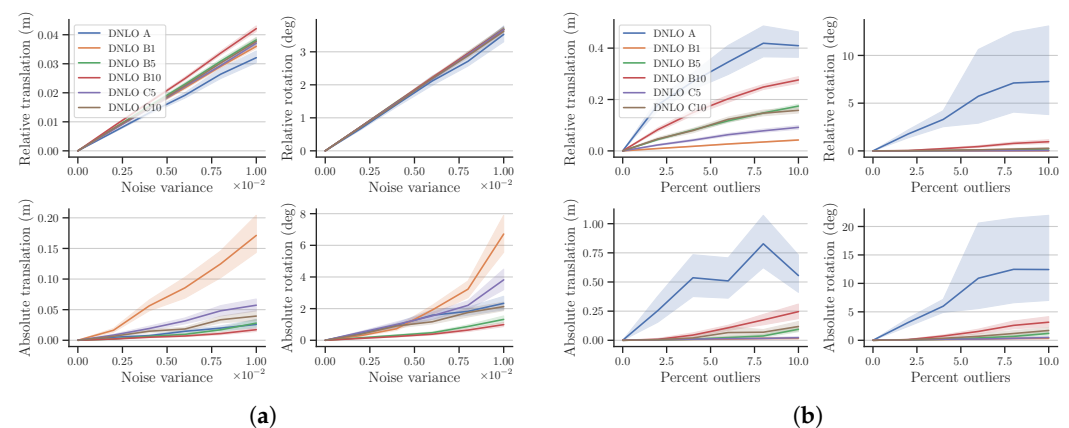 Relative translation (m)
0.04
0.03
0.02
0.01
0.00
DNLO A
DNLO B1
DNLO B5
DNLO B10
DNLO C5
DNLO C10
0.00 0.25 0.50 0.75 1.00
Noise variance ×10⁻²
Relative rotation (deg)
3
2
1
0
0.00 0.25 0.50 0.75 1.00
Noise variance ×10⁻²
Relative translation (m)
0.4
0.2
0.0
DNLO A
DNLO B1
DNLO B5
DNLO B10
DNLO C5
DNLO C10
0.0 2.5 5.0 7.5 10.0
Percent outliers
Relative rotation (deg)
10
5
0
0.0 2.5 5.0 7.5 10.0
Percent outliers
Absolute translation (m)
0.20
0.15
0.10
0.05
0.00
0.00 0.25 0.50 0.75 1.00
Noise variance ×10⁻²
Absolute rotation (deg)
8
6
4
2
0
0.00 0.25 0.50 0.75 1.00
Noise variance ×10⁻²
Absolute translation (m)
1.00
0.75
0.50
0.25
0.00
0.0 2.5 5.0 7.5 10.0
Percent outliers
Absolute rotation (deg)
20
15
10
5
0
0.0 2.5 5.0 7.5 10.0
Percent outliers
(a)
(b)